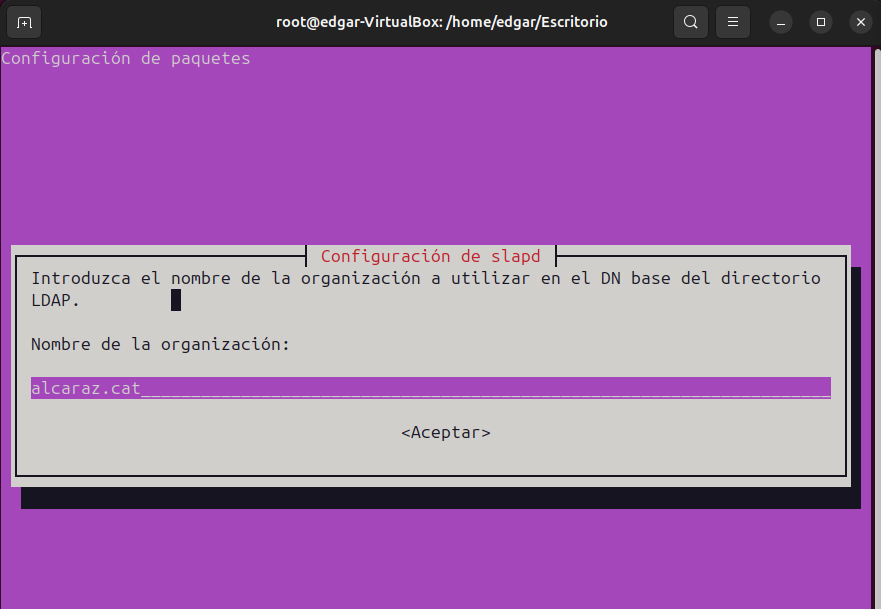 root@edgar-VirtualBox: /home/edgar/Escritorio
Configuración de paquetes
Configuración de slapd
Introduzca el nombre de la organización a utilizar en el DN base del directorio
LDAP.
Nombre de la organización:
alcaraz.cat
<Aceptar>